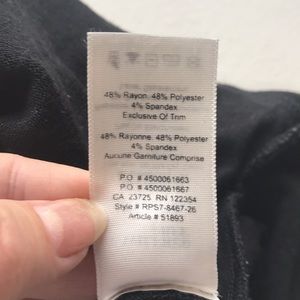 48% Rayon. 48% Polyester
4% Spandex
Exclusive Of Trim
48% Rayonne. 48% Polyester
4% Spandex
Aucune Garniture Comprise
P.O. # 4500061663
P.O. # 4500061667
CA 23725 RN 122354
Style # RPS7-8467-26
Article # 51893